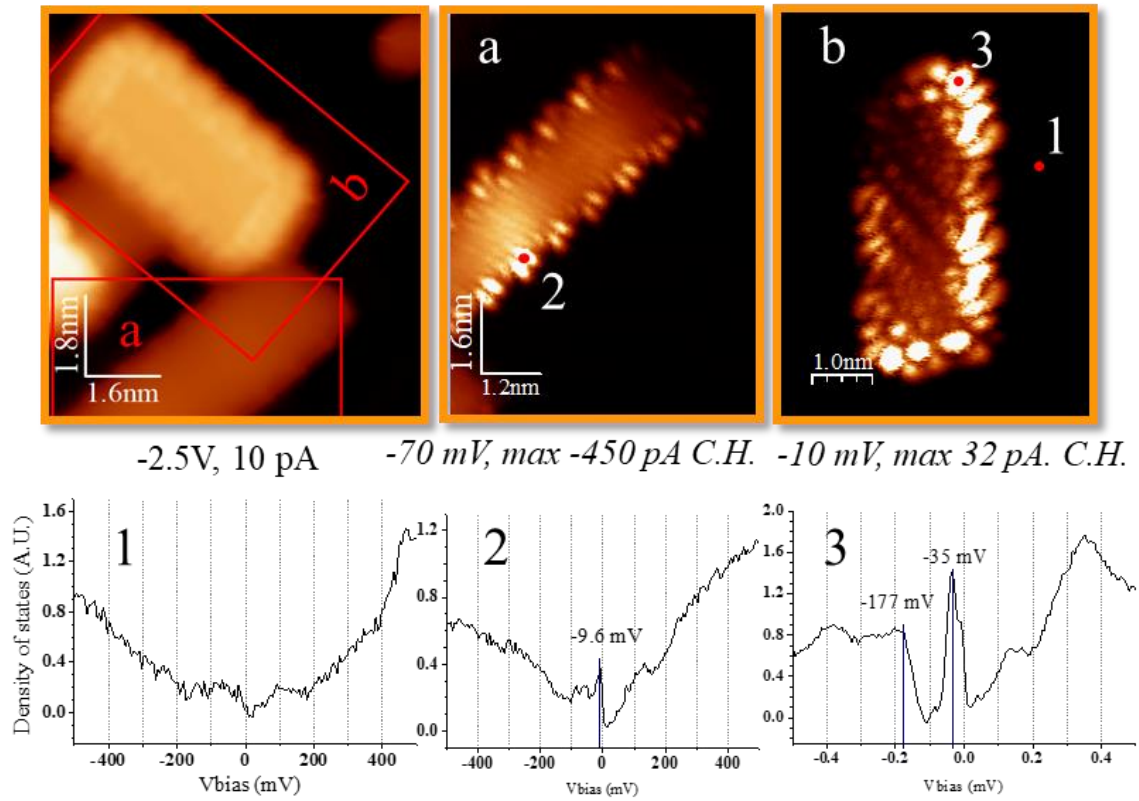 a
b
1.8nm
1.6nm
a
2
1.6nm
1.2nm
b
3
1
1.0nm
-2.5V, 10 pA
-70 mV, max -450 pA C.H.
-10 mV, max 32 pA. C.H.
Density of states (A.U.)
1
1.6
1.2
0.8
0.4
0.0
-400 -200 0 200 400
Vbias (mV)
2
-9.6 mV
1.2
0.8
0.4
0.0
-400 -200 0 200 400
Vbias (mV)
3
-35 mV
-177 mV
2.0
1.6
1.2
0.8
0.4
0.0
-0.4 -0.2 0.0 0.2 0.4
Vbias (mV)